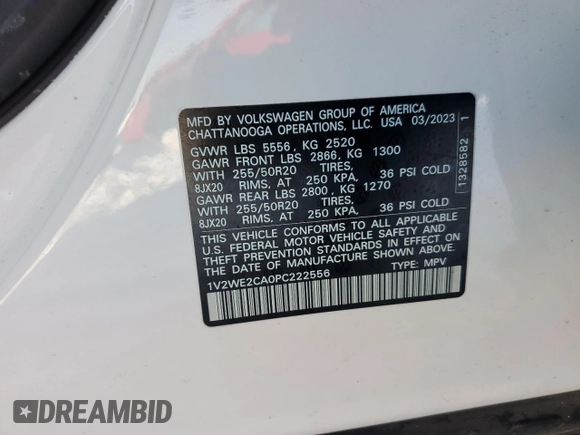 MFD BY VOLKSWAGEN GROUP OF AMERICA
CHATTANOOGA OPERATIONS, LLC. USA 03/2023
GVWR LBS 5556, KG 2520
GAWR FRONT LBS 2866, KG 1300
WITH 255/50R20 TIRES,
8JX20 RIMS, AT 250 KPA, 36 PSI COLD
GAWR REAR LBS 2800, KG 1270
WITH 255/50R20 TIRES,
8JX20 RIMS, AT 250 KPA, 36 PSI COLD
THIS VEHICLE CONFORMS TO ALL APPLICABLE
U.S. FEDERAL MOTOR VEHICLE SAFETY AND
THEFT PREVENTION STANDARDS IN EFFECT ON
THE DATE OF MANUFACTURE SHOWN ABOVE.
1V2WE2CA0PC222556 TYPE: MPV
1328582 1
DREAMBID